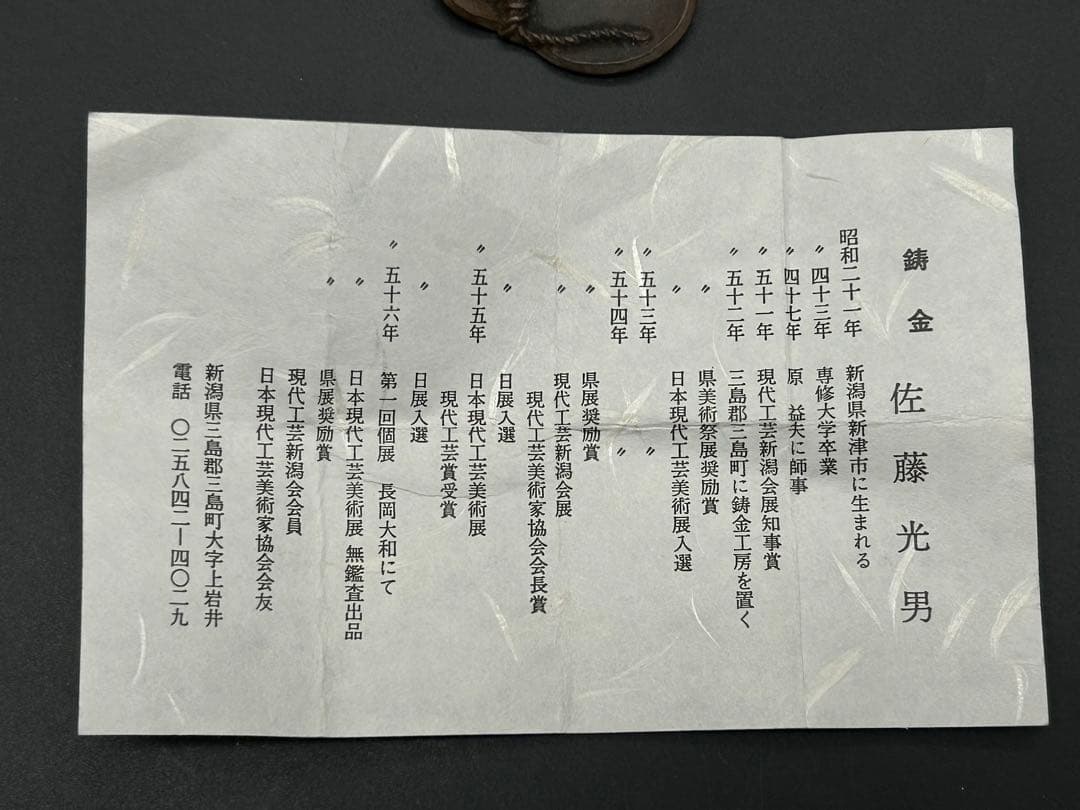 鋳金 佐藤光男
昭和二十一年 新潟県新津市に生まれる
〃 四十三年 専修大学卒業
〃 四十七年 原 益夫に師事
〃 五十一年 現代工芸新潟会展知事賞
〃 五十二年 三島郡三島町に鋳金工房を置く
〃 県美術祭展奨励賞
〃 日本現代工芸美術展入選
〃 五十三年 〃
〃 五十四年 〃
〃 県展奨励賞
〃 現代工芸新潟会展
現代工芸美術家協会会長賞
〃 日展入選
〃 五十五年 日本現代工芸美術展
現代工芸賞受賞
〃 日展入選
〃 五十六年 第一回個展 長岡大和にて
〃 日本現代工芸美術展 無鑑査出品
〃 県展奨励賞
現代工芸新潟会会員
日本現代工芸美術家協会会友
新潟県三島郡三島町大字上岩井
電話 〇二五八四二ー四〇二九